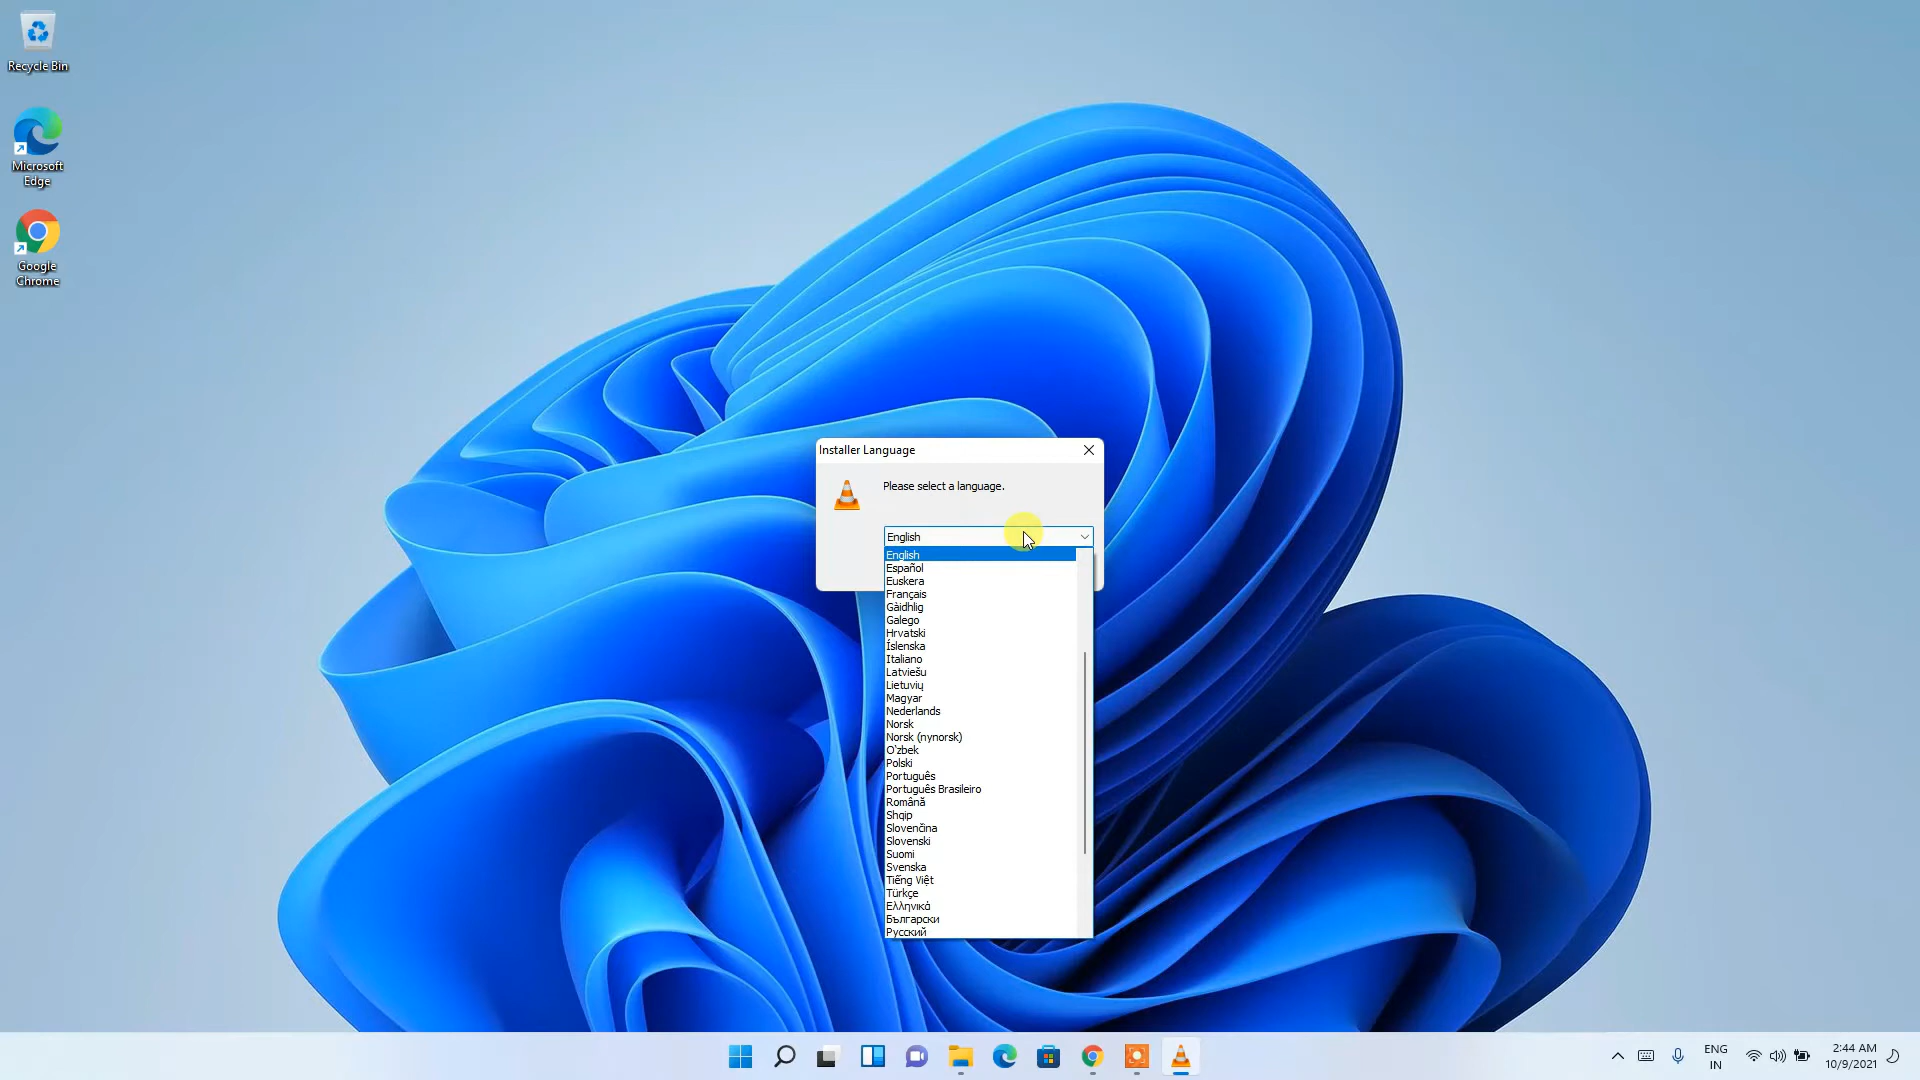 Recycle Bin
Microsoft
Edge
Google
Chrome
Installer Language
Please select a language.
English
English
Español
Euskera
Français
Gàidhlig
Galego
Hrvatski
Íslenska
Italiano
Latviešu
Lietuvių
Magyar
Nederlands
Norsk
Norsk (nynorsk)
O'zbek
Polski
Português
Português Brasileiro
Română
Shqip
Slovenčina
Slovenski
Suomi
Svenska
Tiếng Việt
Türkçe
Ελληνικά
Български
Русский
ENG
IN
2:44 AM
10/9/2021